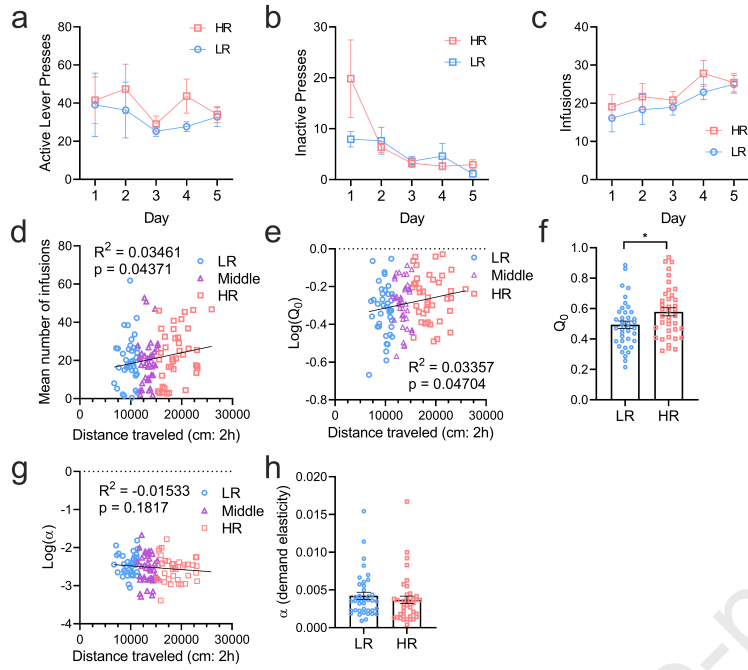 a
Active Lever Presses
80
60
40
20
0
1 2 3 4 5
Day
HR
LR
b
Inactive Presses
30
20
10
0
1 2 3 4 5
Day
HR
LR
c
Infusions
40
30
20
10
0
1 2 3 4 5
Day
HR
LR
d
Mean number of infusions
80
60
40
20
0
R² = 0.03461
p = 0.04371
LR
Middle
HR
10000 20000 30000
Distance traveled (cm: 2h)
e
Log(Q₀)
0.0
-0.2
-0.4
-0.6
-0.8
LR
Middle
HR
R² = 0.03357
p = 0.04704
0 10000 20000 30000
Distance traveled (cm: 2h)
f
Q₀
1.0
0.8
0.6
0.4
0.2
0.0
*
LR HR
g
Log(α)
0
-1
-2
-3
-4
R² = -0.01533
p = 0.1817
LR
Middle
HR
0 10000 20000 30000
Distance traveled (cm: 2h)
h
α (demand elasticity)
0.020
0.015
0.010
0.005
0.000
LR HR